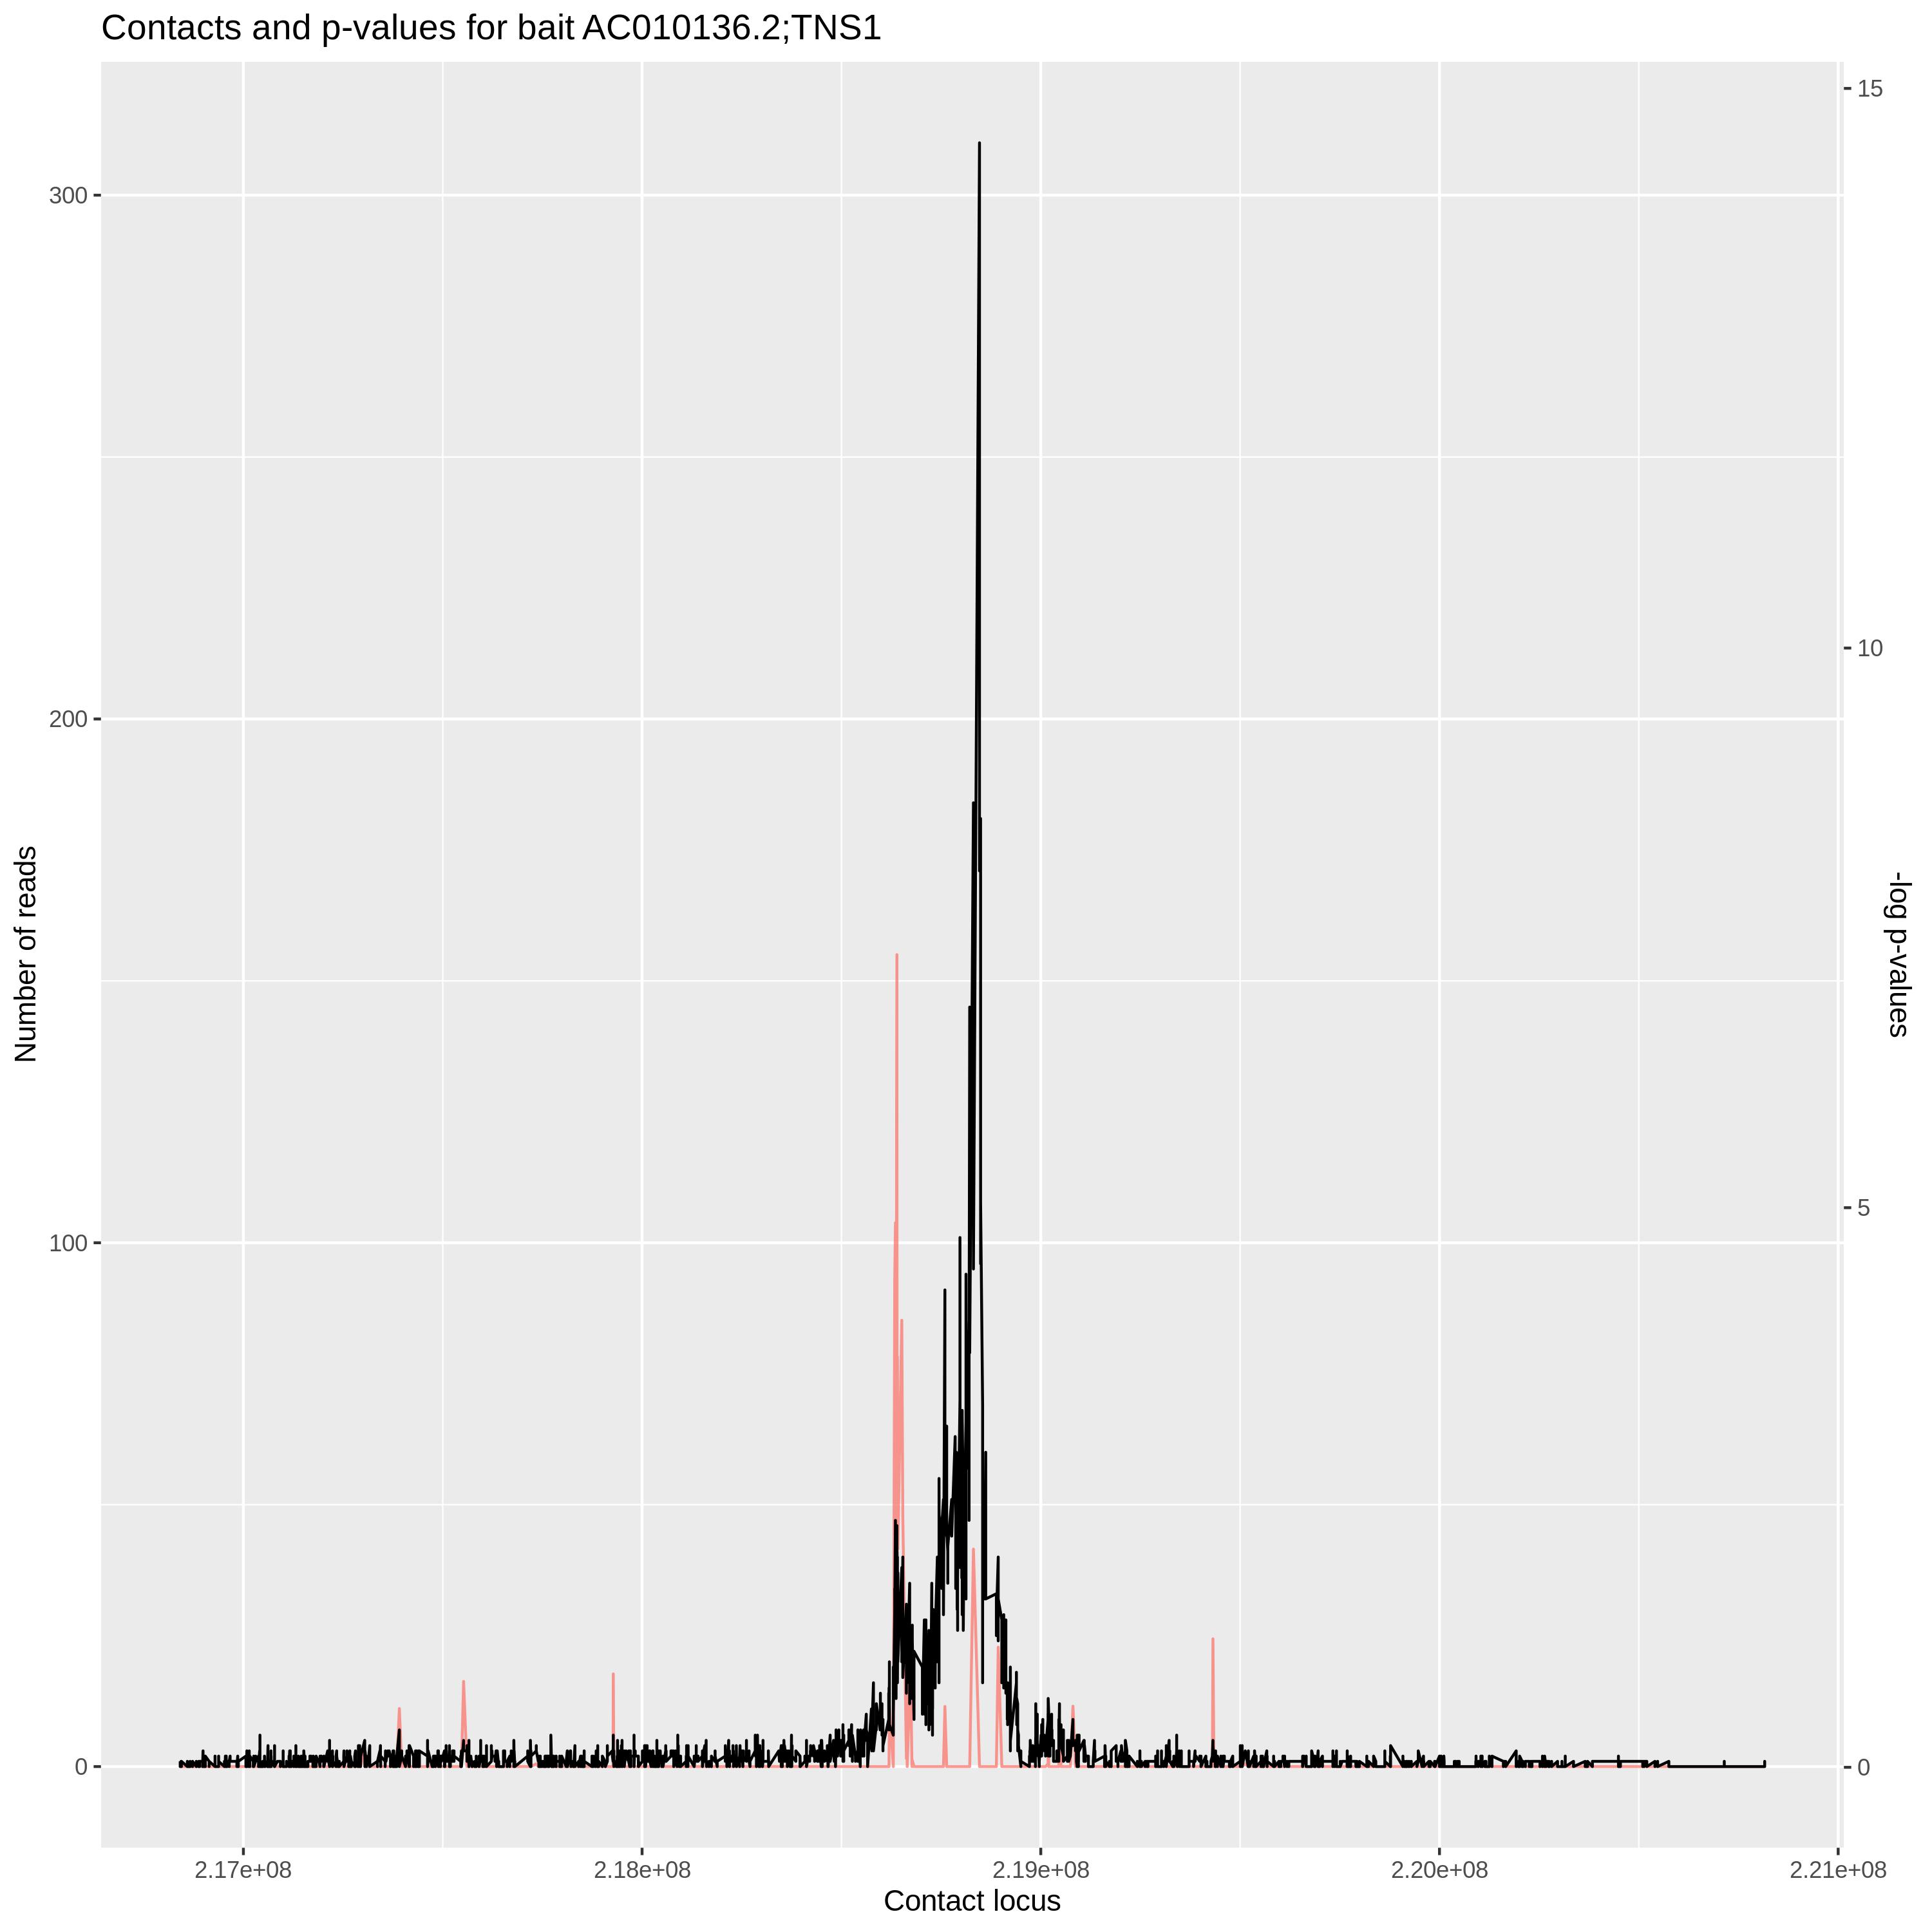 Contacts and p-values for bait AC010136.2;TNS1
15
300
10
200
Number of reads
-log p-values
100
5
0
0
2.17e+08
2.18e+08
2.19e+08
2.20e+08
2.21e+08
Contact locus